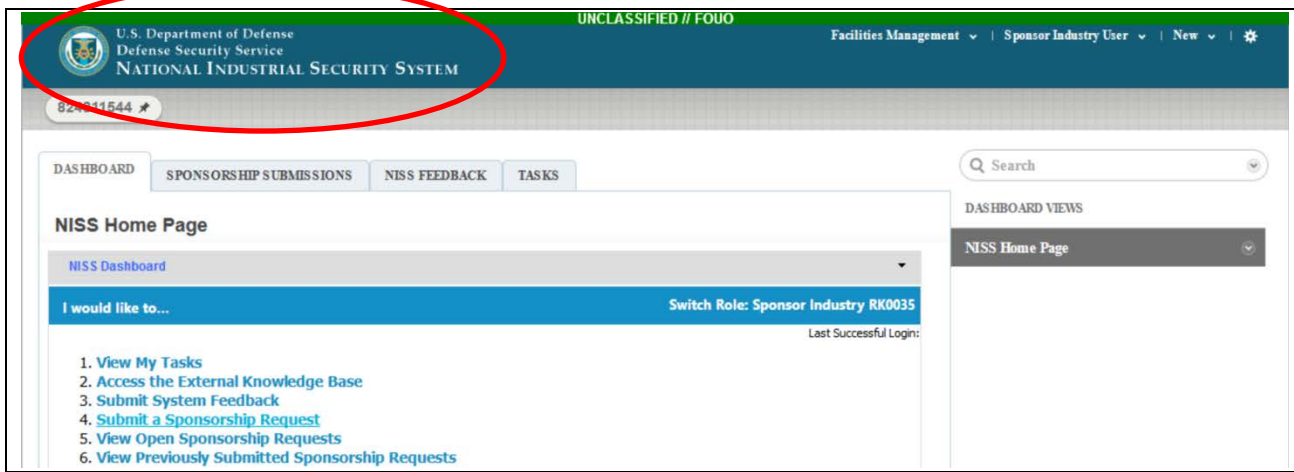 UNCLASSIFIED // FOUO
U.S. Department of Defense
Defense Security Service
NATIONAL INDUSTRIAL SECURITY SYSTEM
Facilities Management | Sponsor Industry User | New |
DASHBOARD SPONSORSHIP SUBMISSIONS NISS FEEDBACK TASKS
Search
DASHBOARD VIEWS
NISS Home Page
NISS Home Page
NISS Dashboard
I would like to... Switch Role: Sponsor Industry RK0035
Last Successful Login:
1. View My Tasks
2. Access the External Knowledge Base
3. Submit System Feedback
4. Submit a Sponsorship Request
5. View Open Sponsorship Requests
6. View Previously Submitted Sponsorship Requests